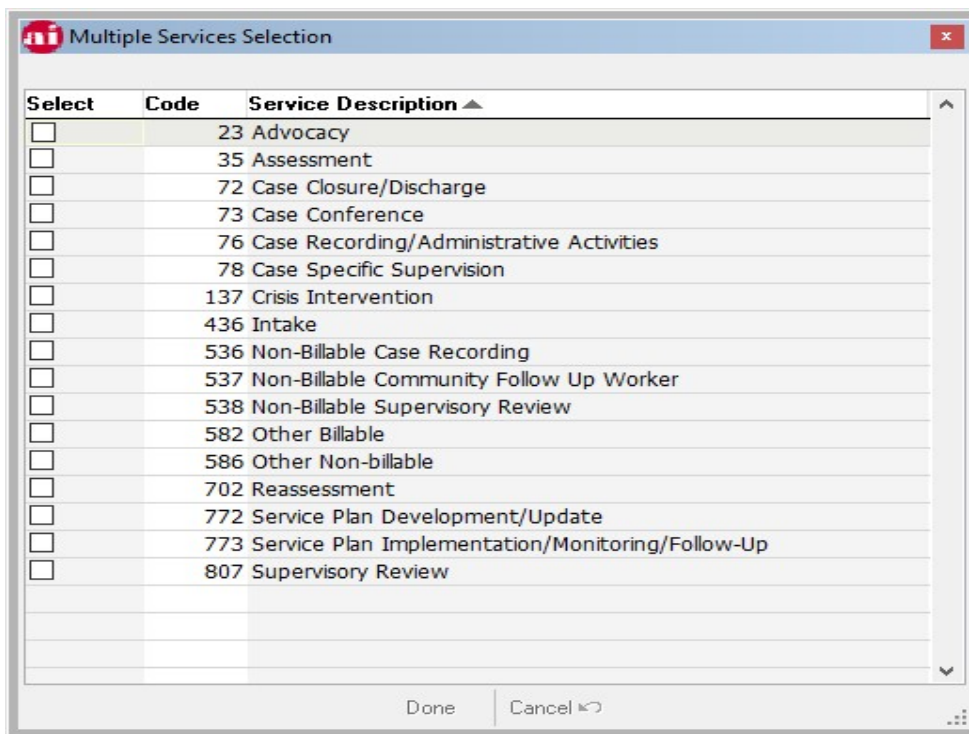 ai Multiple Services Selection x
Select Code Service Description
23 Advocacy
35 Assessment
72 Case Closure/Discharge
73 Case Conference
76 Case Recording/Administrative Activities
78 Case Specific Supervision
137 Crisis Intervention
436 Intake
536 Non-Billable Case Recording
537 Non-Billable Community Follow Up Worker
538 Non-Billable Supervisory Review
582 Other Billable
586 Other Non-billable
702 Reassessment
772 Service Plan Development/Update
773 Service Plan Implementation/Monitoring/Follow-Up
807 Supervisory Review
Done Cancel